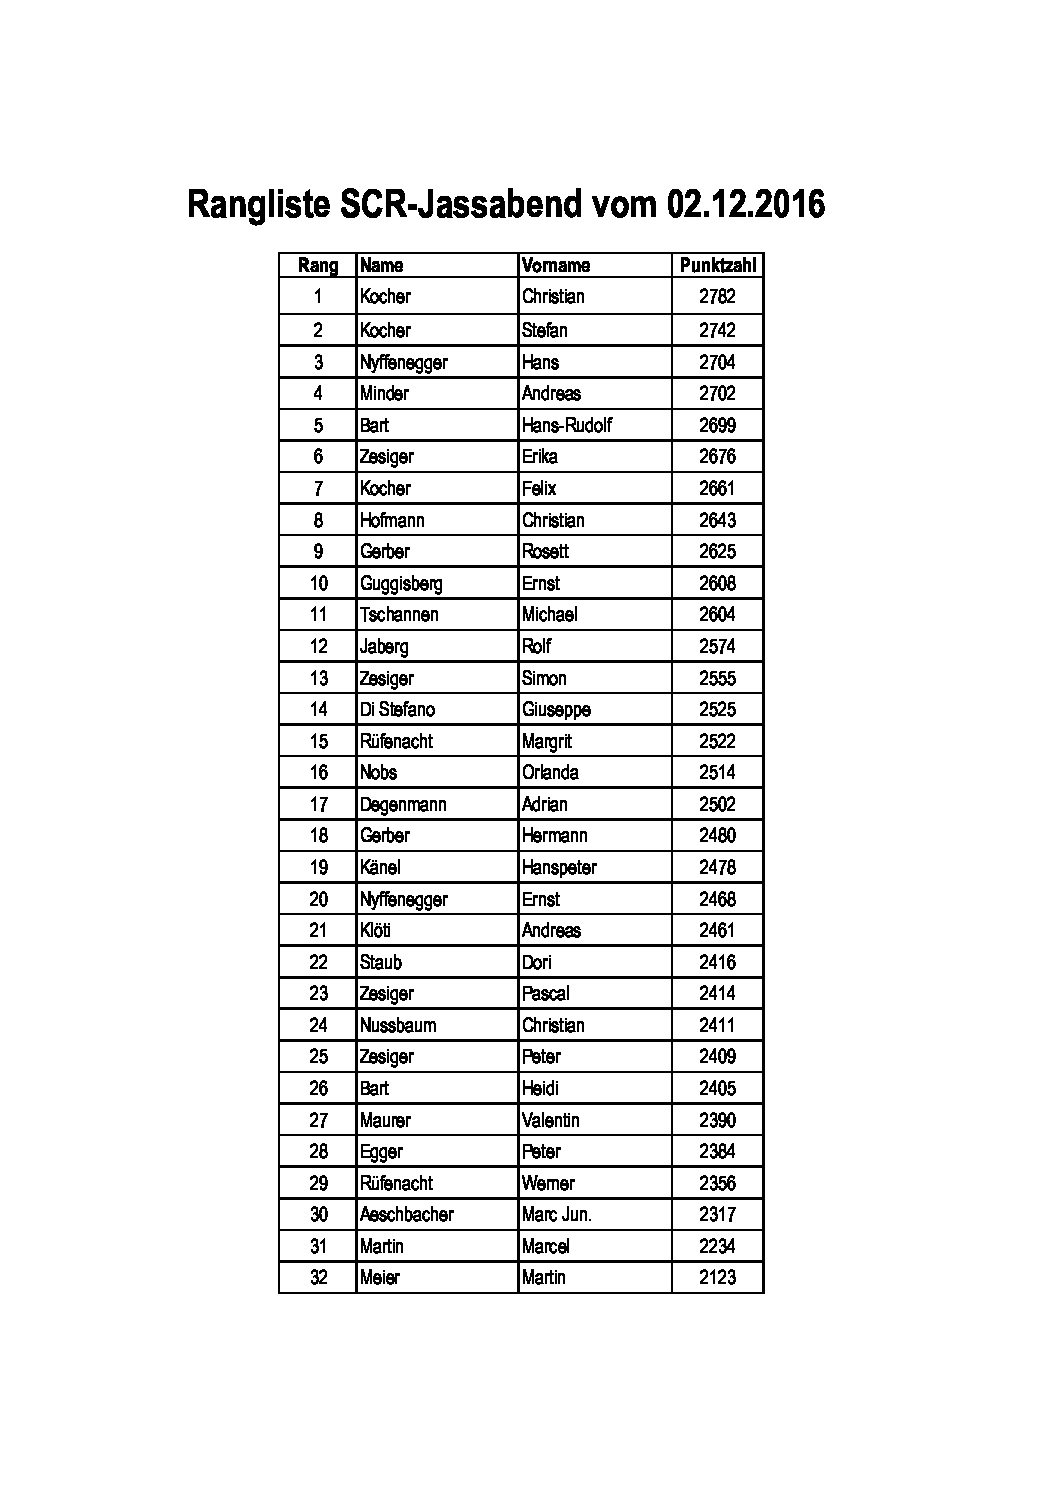 Rangliste SCR-Jassabend vom 02.12.2016
Rang Name Vorname Punktzahl
1 Kocher Christian 2782
2 Kocher Stefan 2742
3 Nyffenegger Hans 2704
4 Minder Andreas 2702
5 Bart Hans-Rudolf 2699
6 Zesiger Erika 2676
7 Kocher Felix 2661
8 Hofmann Christian 2643
9 Gerber Rosett 2625
10 Guggisberg Ernst 2608
11 Tschannen Michael 2604
12 Jaberg Rolf 2574
13 Zesiger Simon 2555
14 Di Stefano Giuseppe 2525
15 Rüfenacht Margrit 2522
16 Nobs Orlanda 2514
17 Degenmann Adrian 2502
18 Gerber Hermann 2480
19 Känel Hanspeter 2478
20 Nyffenegger Ernst 2468
21 Klöti Andreas 2461
22 Staub Dori 2416
23 Zesiger Pascal 2414
24 Nussbaum Christian 2411
25 Zesiger Peter 2409
26 Bart Heidi 2405
27 Maurer Valentin 2390
28 Egger Peter 2384
29 Rüfenacht Werner 2356
30 Aeschbacher Marc Jun. 2317
31 Martin Marcel 2234
32 Meier Martin 2123